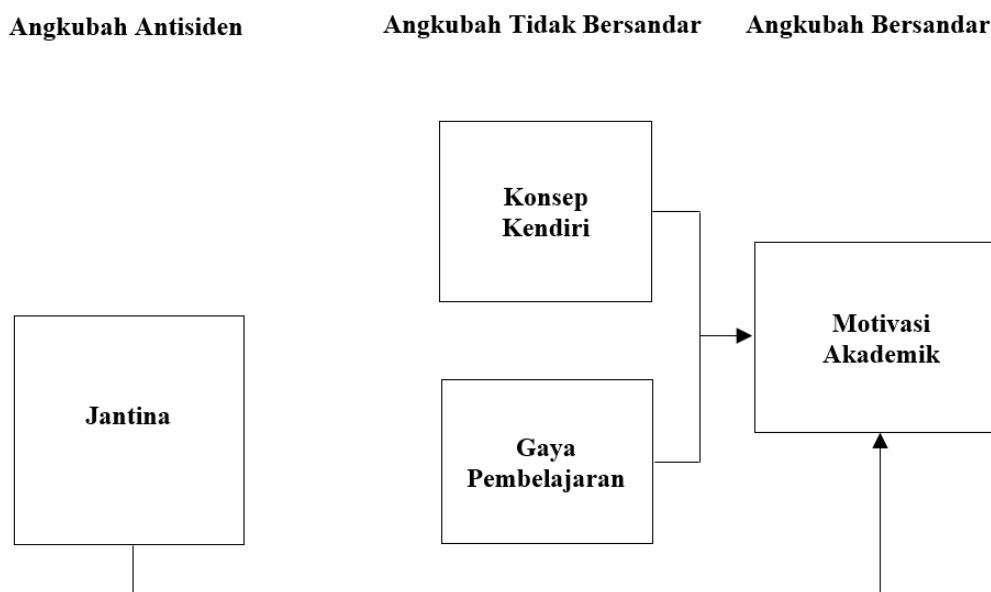 Angkubah Antisiden
Angkubah Tidak Bersandar
Angkubah Bersandar
Konsep
Kendiri
Motivasi
Akademik
Jantina
Gaya
Pembelajaran